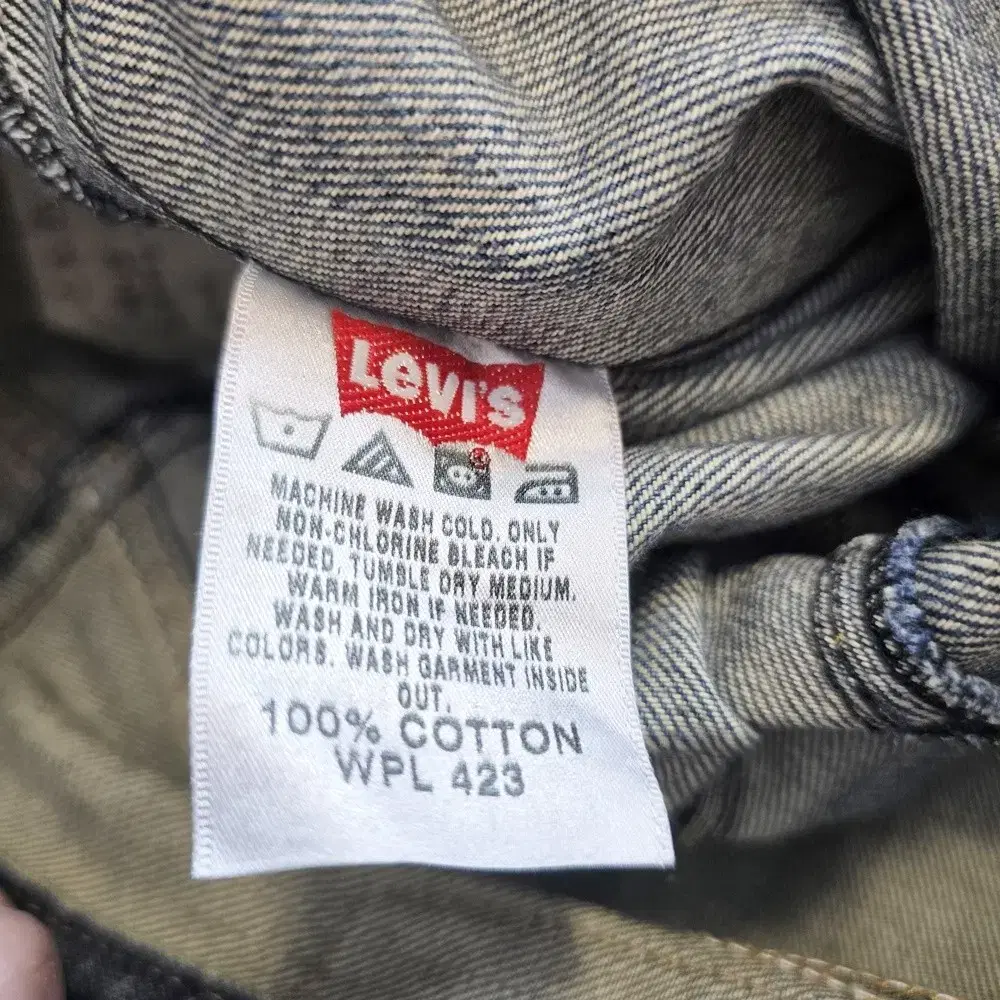 LEVI'S
MACHINE WASH COLD. ONLY
NON-CHLORINE BLEACH IF
NEEDED. TUMBLE DRY MEDIUM.
WARM IRON IF NEEDED.
WASH AND DRY WITH LIKE
COLORS. WASH GARMENT INSIDE
OUT.
100% COTTON
WPL 423